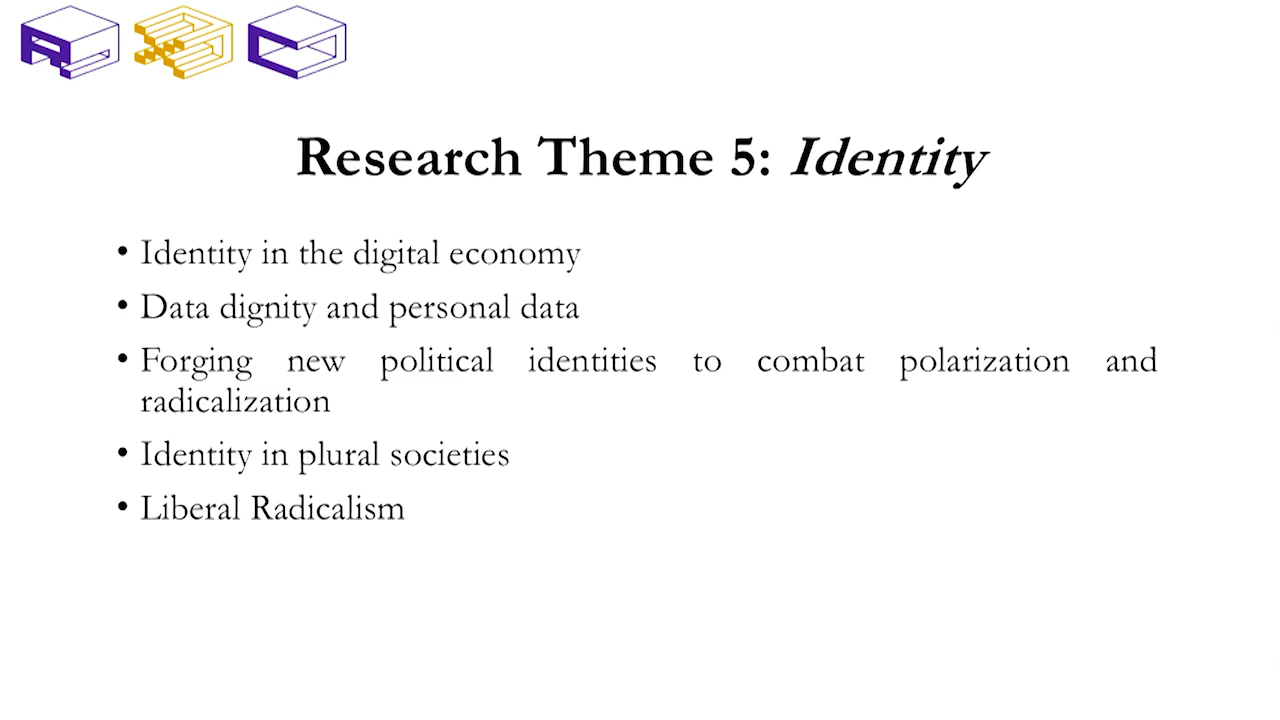 R x C
Research Theme 5: Identity
• Identity in the digital economy
• Data dignity and personal data
• Forging new political identities to combat polarization and
radicalization
• Identity in plural societies
• Liberal Radicalism